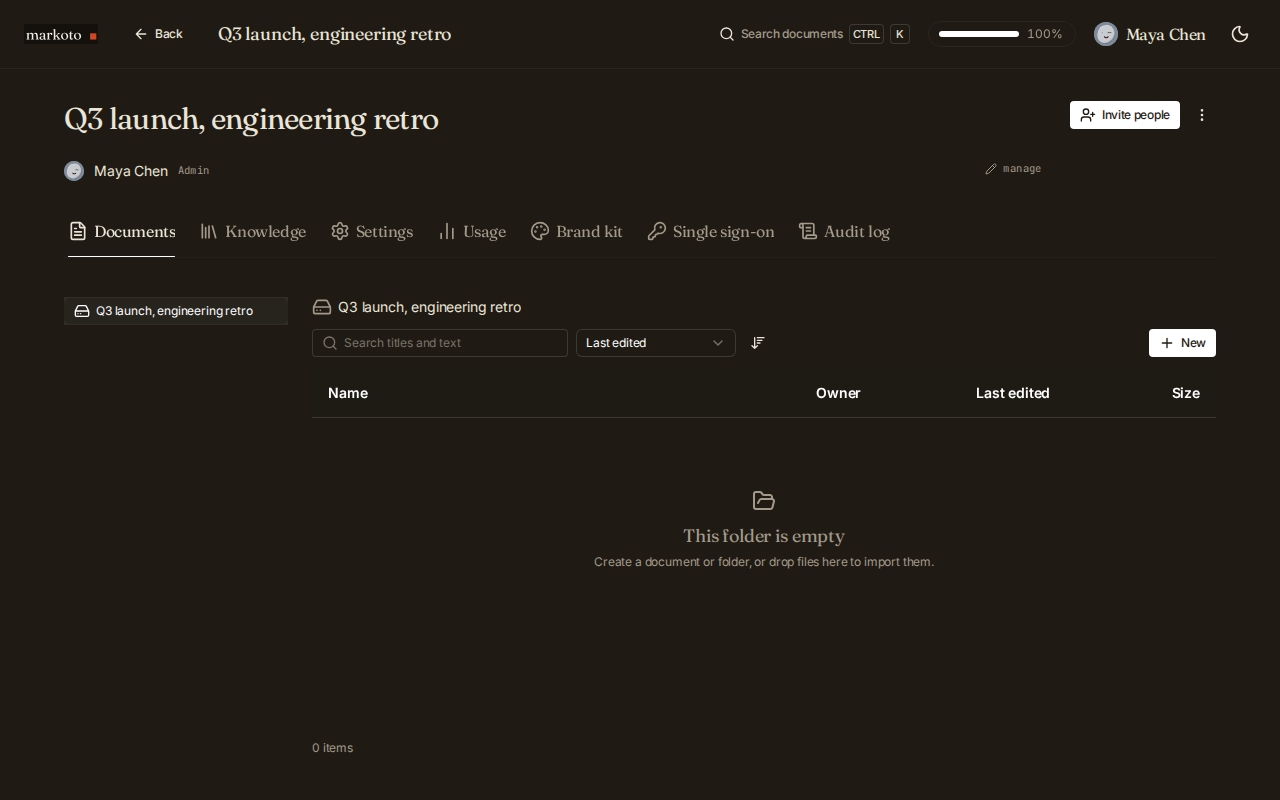 markoto
Back
Q3 launch, engineering retro
Search documents CTRL K
100%
Maya Chen
Q3 launch, engineering retro
Invite people
Maya Chen Admin
manage
Documents Knowledge Settings Usage Brand kit Single sign-on Audit log
Q3 launch, engineering retro
Q3 launch, engineering retro
Search titles and text
Last edited
New
Name Owner Last edited Size
This folder is empty
Create a document or folder, or drop files here to import them.
0 items